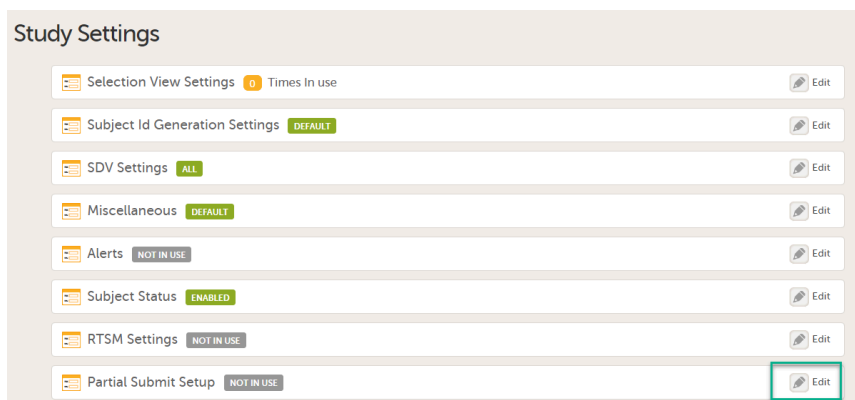 Study Settings
Selection View Settings 0 Times In use Edit
Subject Id Generation Settings DEFAULT Edit
SDV Settings ALL Edit
Miscellaneous DEFAULT Edit
Alerts NOT IN USE Edit
Subject Status ENABLED Edit
RTSM Settings NOT IN USE Edit
Partial Submit Setup NOT IN USE Edit